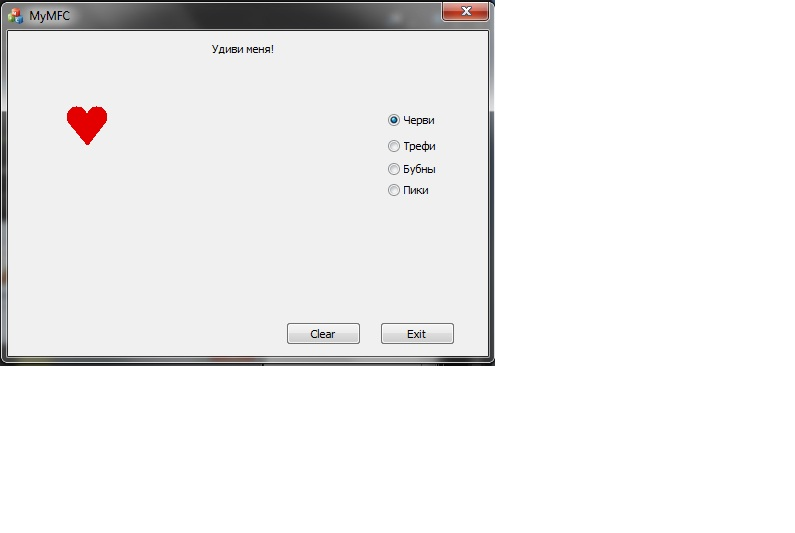 MyMFC
Удиви меня!
Черви
Трефи
Бубны
Пики
Clear
Exit